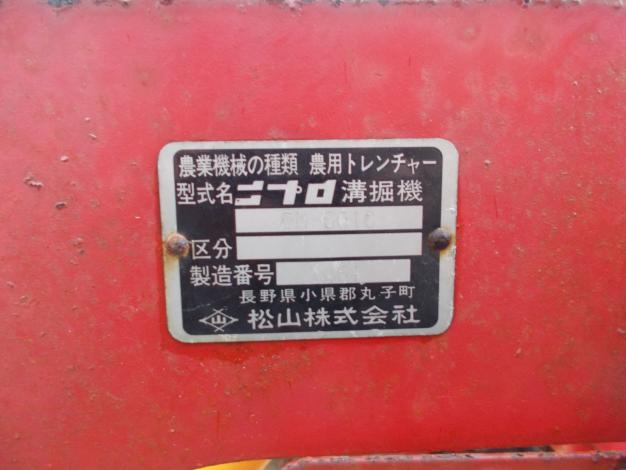 農業機械の種類 農用トレンチャー
型式名 ニプロ 溝掘機
区分
製造番号
長野県小県郡丸子町
山 松山株式会社